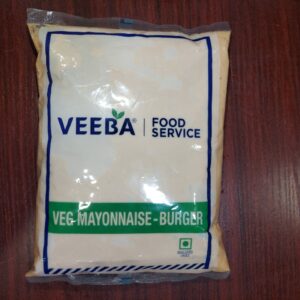 VEEBA®
FOOD
SERVICE
VEG MAYONNAISE - BURGER